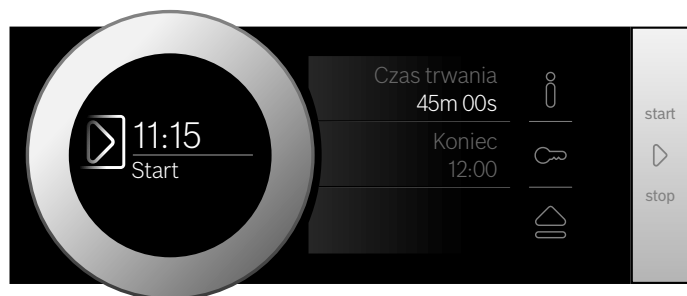 11:15
Start
Czas trwania
45m 00s
Koniec
12:00
start
stop